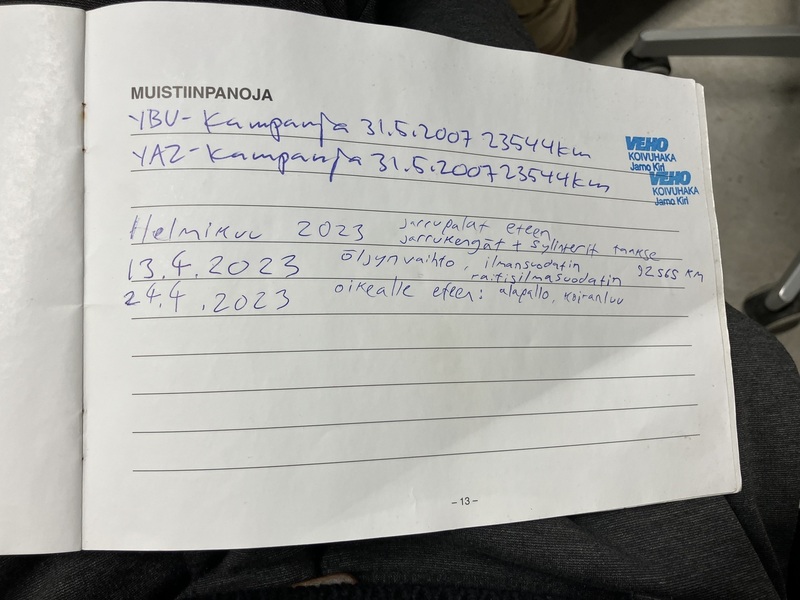 MUISTIINPANOJA
YBU-Kampanja 31.5.2007 23544km
VEHO
KOIVUHAKA
Jarno Kiri
YAZ-Kampanja 31.5.2007 23544km
VEHO
KOIVUHAKA
Jarno Kiri
Helmikuu 2023 jarrupalat eteen
jarrukengät + sylinterit taakse
13.4.2023 öljynvaihto, ilmansuodatin 92565 KM
raitisilmasuodatin
24.4.2023 oikealle eteen: alapallo, koiranluu
- 13 -